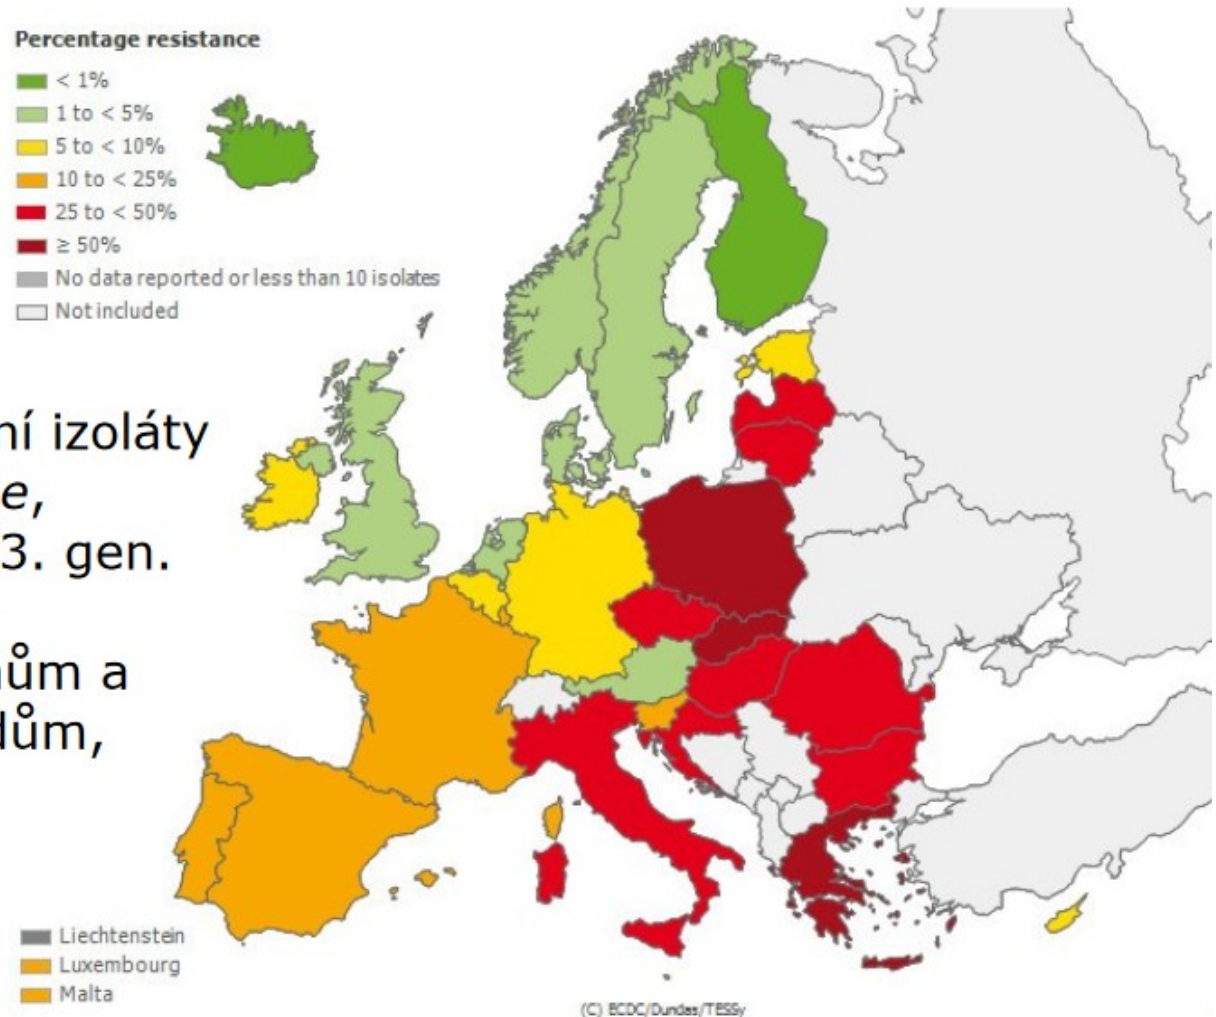 Percentage resistance
< 1%
1 to < 5%
5 to < 10%
10 to < 25%
25 to < 50%
≥ 50%
No data reported or less than 10 isolates
Not included
ní izoláty
e,
3. gen.
ům a
dům,
Liechtenstein
Luxembourg
Malta
(C) ECDC/Dundas/TESSy